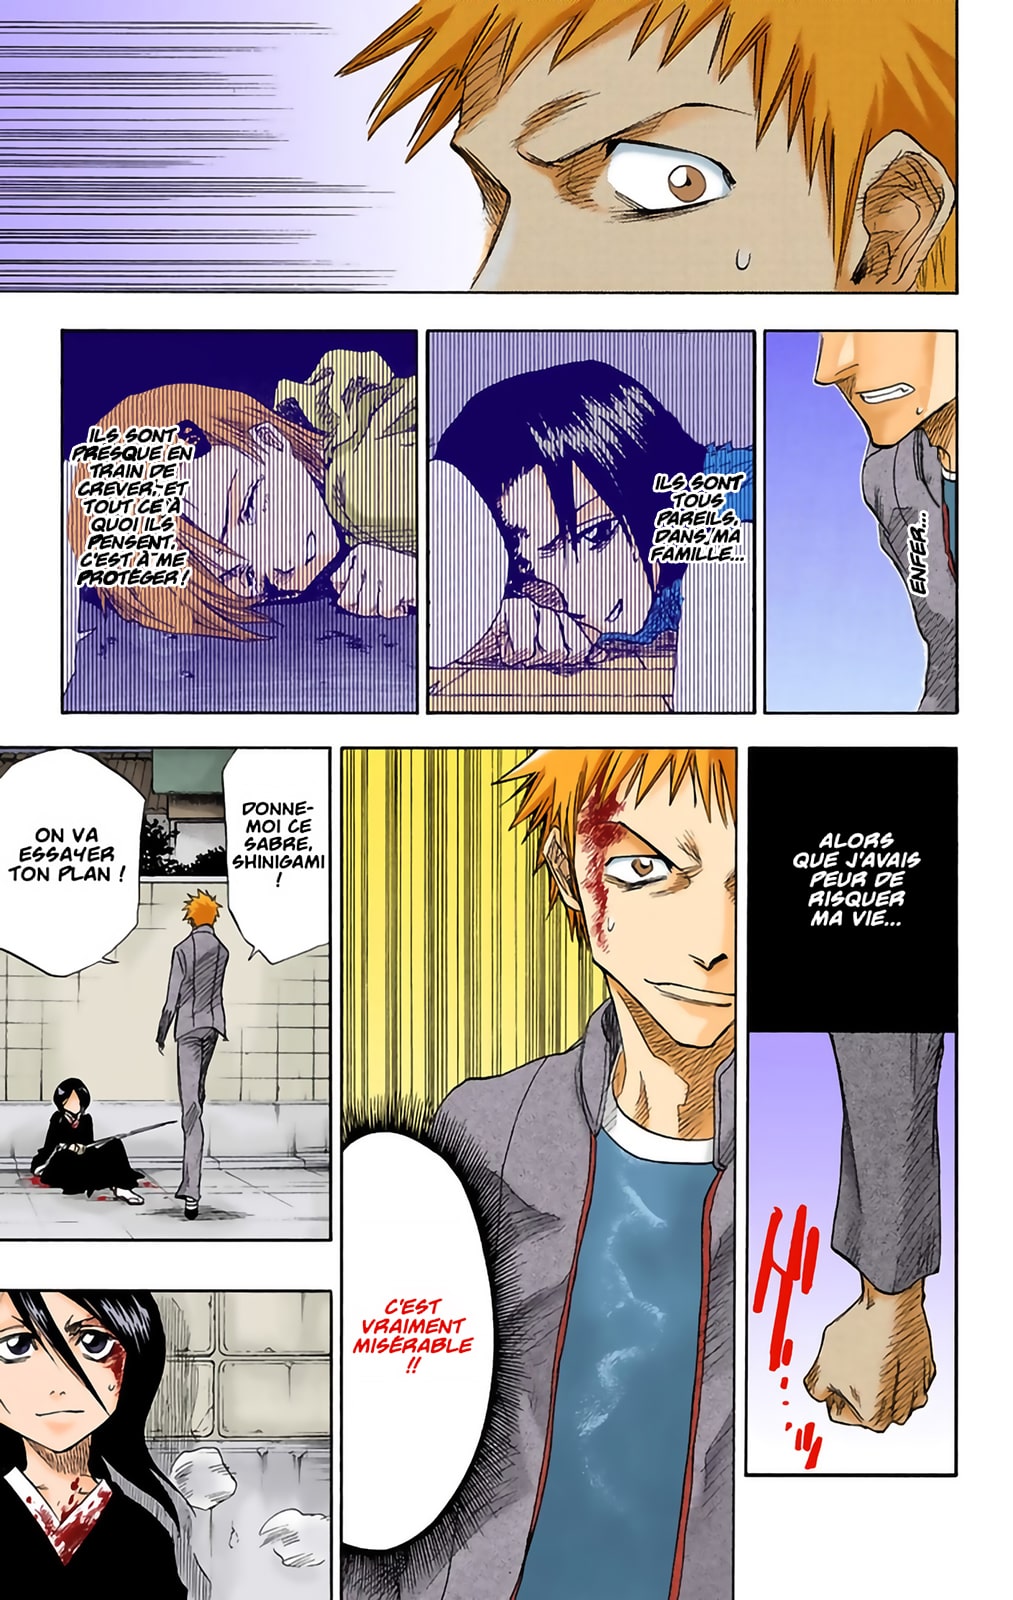 ENFER...
ILS SONT
TOUS
PAREILS,
DANS MA
FAMILLE...
ILS SONT
PRESQUE EN
TRAIN DE
CREVER, ET
TOUT CE À
QUOI ILS
PENSENT,
C'EST À ME
PROTÉGER !
ALORS
QUE J'AVAIS
PEUR DE
RISQUER
MA VIE...
C'EST
VRAIMENT
MISÉRABLE
!!
DONNE-
MOI CE
SABRE,
SHINIGAMI
!
ON VA
ESSAYER
TON PLAN !